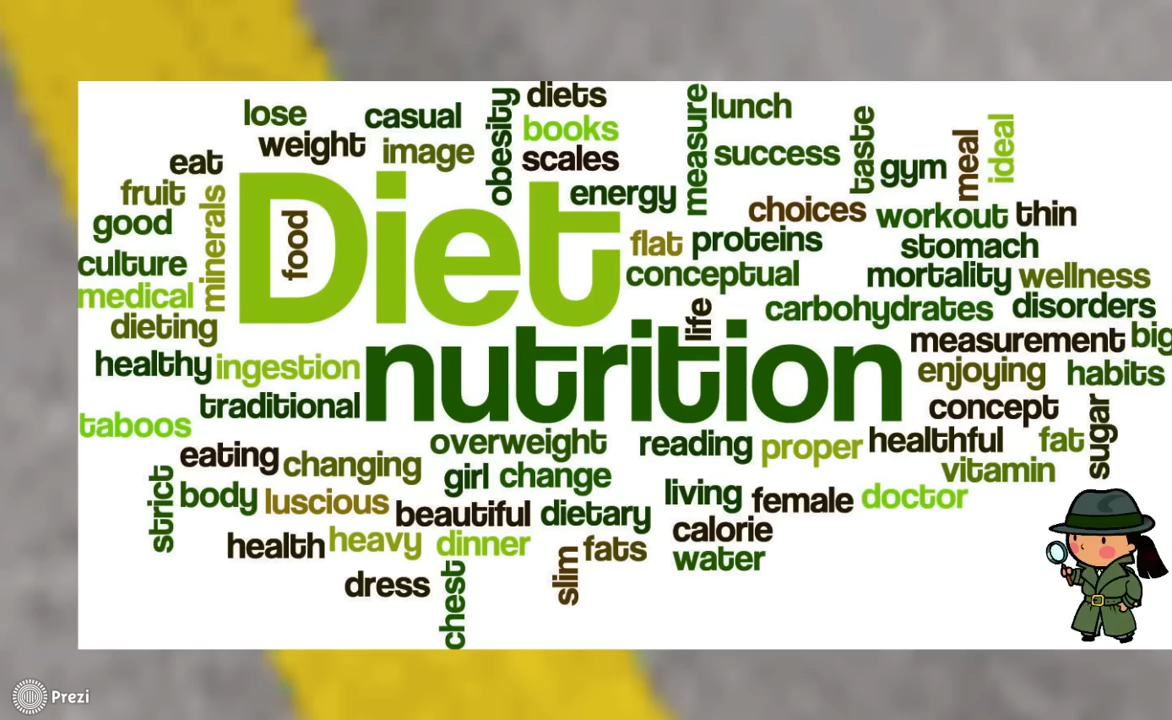 diets
lose
casual
obesity
books
measure
lunch
weight
image
scales
success
taste
gym
meal
ideal
eat
fruit
minerals
Diet
food
energy
choices
workout
thin
good
flat
proteins
stomach
culture
conceptual
mortality
wellness
medical
life
carbohydrates
disorders
dieting
nutrition
measurement
big
healthy
ingestion
enjoying
habits
traditional
concept
sugar
taboos
overweight
reading
proper
healthful
fat
eating
changing
girl
change
vitamin
strict
body
luscious
beautiful
dietary
living
female
doctor
health
heavy
dinner
slim
fats
calorie
water
dress
chest
Prezi